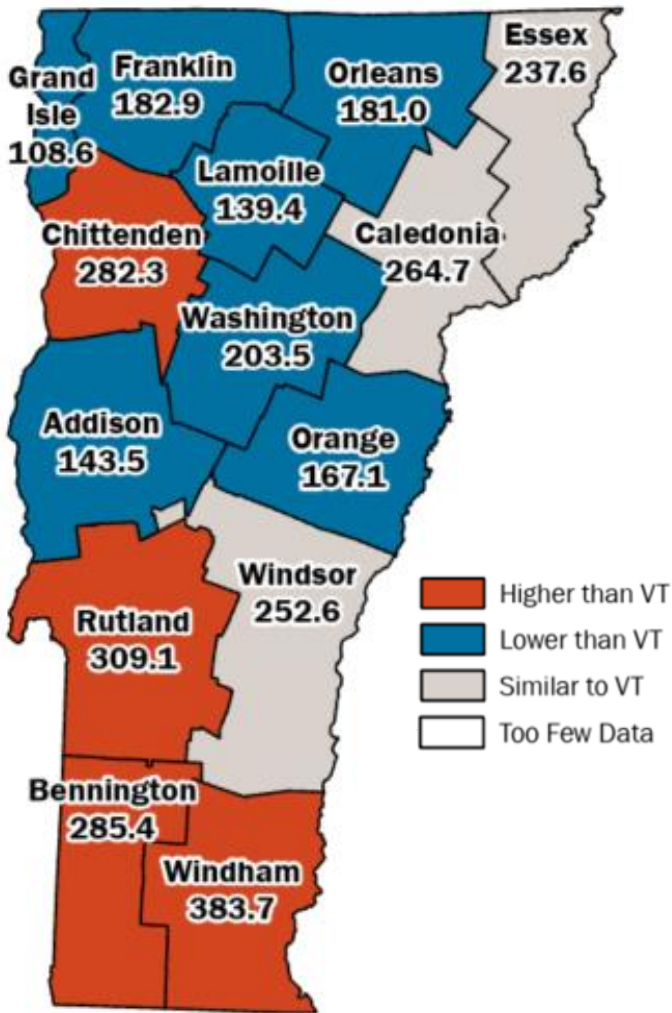 Essex
237.6
Grand
Isle
108.6
Franklin
182.9
Orleans
181.0
Lamoille
139.4
Chittenden
282.3
Caledonia
264.7
Washington
203.5
Addison
143.5
Orange
167.1
Windsor
252.6
Rutland
309.1
Bennington
285.4
Windham
383.7
Higher than VT
Lower than VT
Similar to VT
Too Few Data